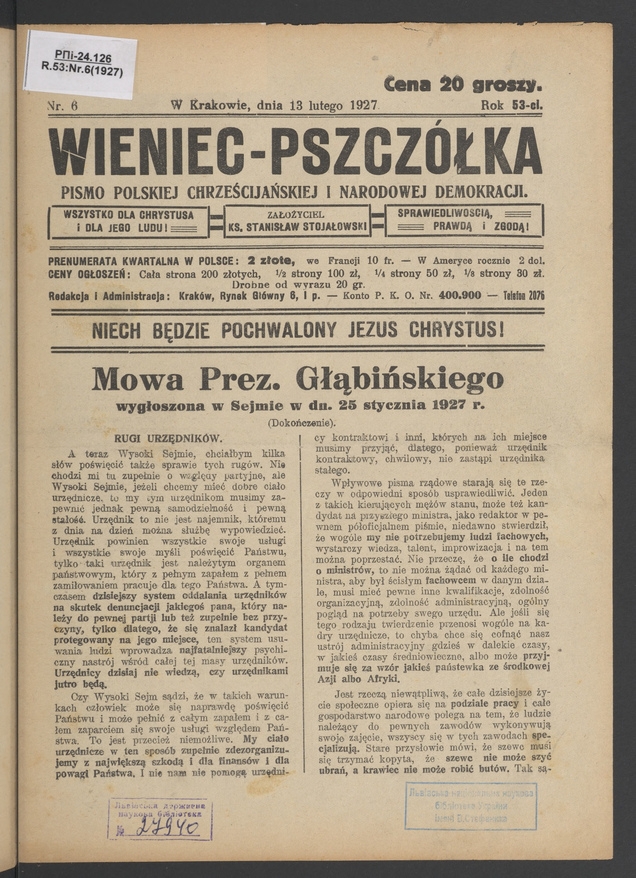 РПі-24.126
R.53:Nr.6(1927)
Cena 20 groszy.
Nr. 6
W Krakowie, dnia 13 lutego 1927
Rok 53-ci.
WIENIEC-PSZCZÓŁKA
PISMO POLSKIEJ CHRZEŚCIJAŃSKIEJ I NARODOWEJ DEMOKRACJI.
WSZYSTKO DLA CHRYSTUSA
I DLA JEGO LUDU!
ZAŁOŻYCIEL
KS. STANISŁAW STOJAŁOWSKI
SPRAWIEDLIWOŚCIĄ,
PRAWDĄ i ZGODĄ!
PRENUMERATA KWARTALNA W POLSCE: 2 złote, we Francji 10 fr. — W Ameryce rocznie 2 dol.
CENY OGŁOSZEŃ: Cała strona 200 złotych, 1/2 strony 100 zł, 1/4 strony 50 zł, 1/8 strony 30 zł.
Drobne od wyrazu 20 gr.
Redakcja i Administracja: Kraków, Rynek Główny 6, I p. — Konto P. K. O. Nr. 400.900 — Telefon 2076
NIECH BĘDZIE POCHWALONY JEZUS CHRYSTUS!
Mowa Prez. Głąbińskiego
wygłoszona w Sejmie w dn. 25 stycznia 1927 r.
(Dokończenie).
RUGI URZĘDNIKÓW.
A teraz Wysoki Sejmie, chciałbym kilka
słów poświęcić także sprawie tych rugów. Nie
chodzi mi tu zupełnie o względy partyjne, ale
Wysoki Sejmie, jeżeli chcemy mieć dobre ciało
urzędnicze, to my tym urzędnikom musimy za-
pewnić jednak pewną samodzielność i pewną
stałość. Urzędnik to nie jest najemnik, któremu
z dnia na dzień można służbę wypowiedzieć.
Urzędnik powinien wszystkie swoje usługi
i wszystkie swoje myśli poświęcić Państwu,
tylko taki urzędnik jest należytym organem
państwowym, który z pełnym zapałem z pełnem
zamiłowaniem pracuje dla tego Państwa. A tym-
czasem dzisiejszy system oddalania urzędników
na skutek denuncjacji jakiegoś pana, który na-
leży do pewnej partji lub też zupełnie bez przy-
czyny, tylko dlatego, że się znalazł kandydat
protegowany na jego miejsce, ten system usu-
wania ludzi wprowadza najfatalniejszy psychi-
czny nastrój wśród całej tej masy urzędników.
Urzędnicy dzisiaj nie wiedzą, czy urzędnikami
jutro będą.
Czy Wysoki Sejm sądzi, że w takich warun-
kach człowiek może się naprawdę poświęcić
Państwu i może pełnić z całym zapałem i z ca-
łem zaparciem się swoje usługi względem Pań-
stwa. To jest przecież niemożliwe. My ciało
urzędnicze w ten sposób zupełnie zdezorganizu-
jemy z największą szkodą i dla finansów i dla
powagi Państwa. I nie nam nie pomogą urzędni-
cy kontraktowi i inni, których na ich miejsce
musimy przyjąć, dlatego, ponieważ urzędnik
kontraktowy, chwilowy, nie zastąpi urzędnika
stałego.
Wpływowe pisma rządowe starają się te rze-
czy w odpowiedni sposób usprawiedliwić. Jeden
z takich kierujących mężów stanu, może też kan-
dydat na przyszłego ministra, jako redaktor w pe-
wnem półoficjalnym piśmie, niedawno stwierdził,
że wogóle my nie potrzebujemy ludzi fachowych,
wystarczy wiedza, talent, improwizacja i na tem
można poprzestać. Nie przeczę, że o ile chodzi
o ministrów, to nie można żądać od każdego mi-
nistra, aby był ścisłym fachowcem w danym dzia-
le, musi mieć pewne inne kwalifikacje, zdolność
organizacyjną, zdolność administracyjną, ogólny
pogląd na potrzeby swego urzędu. Ale jeśli się
tego rodzaju twierdzenie przenosi wogóle na ka-
dry urzędnicze, to chyba chce się cofnąć nasz
ustrój administracyjny gdzieś w dalekie czasy,
w jakieś czasy średniowieczne, albo może przyj-
muje się za wzór jakieś państewka ze środkowej
Azji albo Afryki.
Jest rzeczą niewątpliwą, że całe dzisiejsze ży-
cie społeczne opiera się na podziale pracy i całe
gospodarstwo narodowe polega na tem, że ludzie
należący do pewnych zawodów wykonywują
swoje zajęcia, wszyscy się w tych zawodach spe-
cjalizują. Stare przysłowie mówi, że szewc musi
się trzymać kopyta, że szewc nie może szyć
ubrań, a krawiec nie może robić butów. Tak są-
Львівська державна
наукова бібліотека
№ 27940
Львівська національна наукова
бібліотека України
імені В.Стефаника